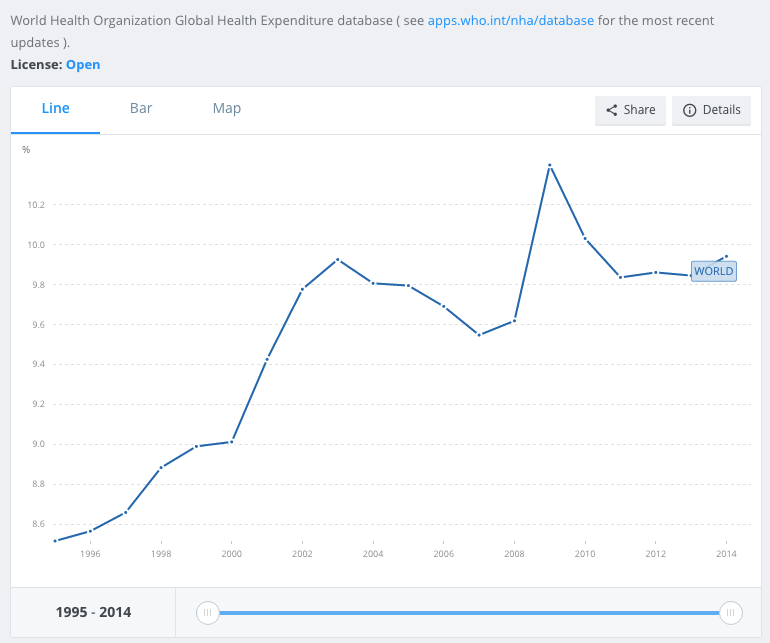 World Health Organization Global Health Expenditure database ( see apps.who.int/nha/database for the most recent
updates ).
License: Open
Line Bar Map Share Details
%
10.2
10.0
9.8
9.6
9.4
9.2
9.0
8.8
8.6
WORLD
1996 1998 2000 2002 2004 2006 2008 2010 2012 2014
1995 - 2014